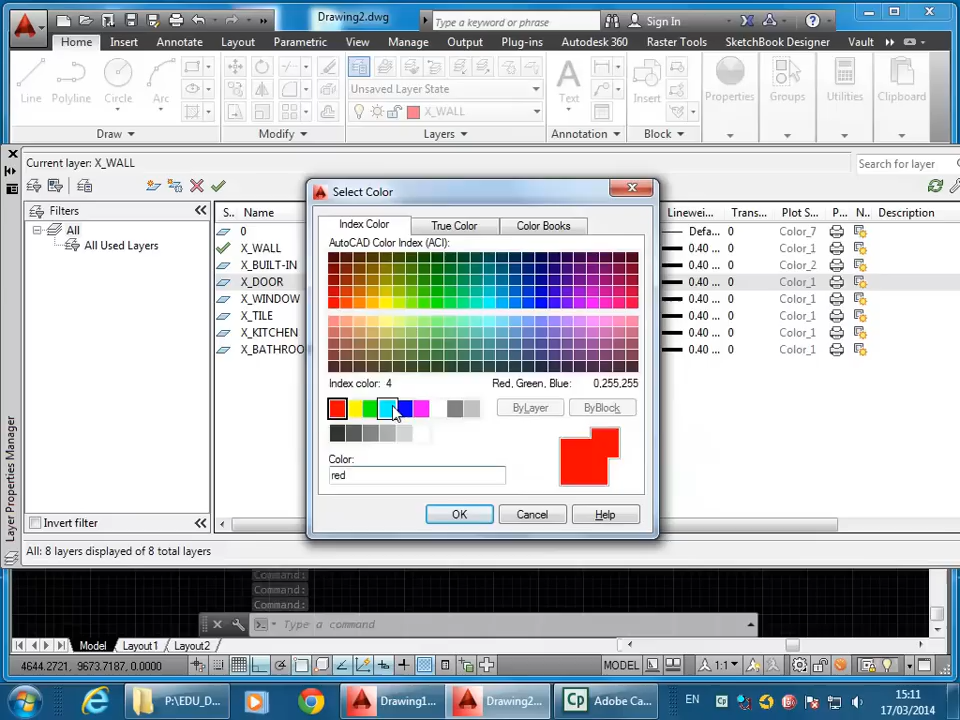 Drawing2.dwg
Type a keyword or phrase
Sign In
Home Insert Annotate Layout Parametric View Manage Output Plug-ins Autodesk 360 Raster Tools SketchBook Designer Vault
Unsaved Layer State
X_WALL
Line Polyline Circle Arc Text Insert Properties Groups Utilities Clipboard
Draw Modify Layers Annotation Block
Current layer: X_WALL
Search for layer
Filters
All
All Used Layers
Invert filter
S.. Name
0
X_WALL
X_BUILT-IN
X_DOOR
X_WINDOW
X_TILE
X_KITCHEN
X_BATHROO
Linewei... Trans... Plot S... P... N.. Description
Defa... 0 Color_7
0.40 ... 0 Color_1
0.40 ... 0 Color_2
0.40 ... 0 Color_1
0.40 ... 0 Color_1
0.40 ... 0 Color_1
0.40 ... 0 Color_1
0.40 ... 0 Color_1
Select Color
Index Color True Color Color Books
AutoCAD Color Index (ACI):
Index color: 4 Red, Green, Blue: 0,255,255
ByLayer ByBlock
Color:
red
OK Cancel Help
Layer Properties Manager
All: 8 layers displayed of 8 total layers
Command:
Command:
Command:
Type a command
Model Layout1 Layout2
4644.2721, 9673.7187, 0.0000
MODEL
1:1
P:\EDU_D...
Drawing1...
Drawing2...
Adobe Ca...
EN
15:11
17/03/2014